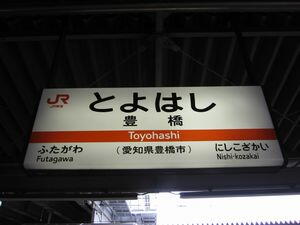 JR
とよはし
豊橋
Toyohashi
(愛知県豊橋市)
ふたがわ
Futagawa
にしこざかい
Nishi-kozakai